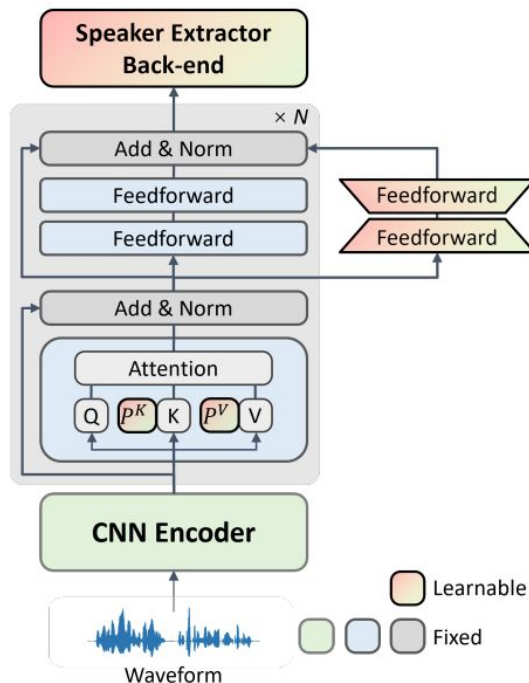 Speaker Extractor
Back-end
× N
Add & Norm
Feedforward
Feedforward
Feedforward
Feedforward
Add & Norm
Attention
Q P^K K P^V V
CNN Encoder
Learnable
Fixed
Waveform